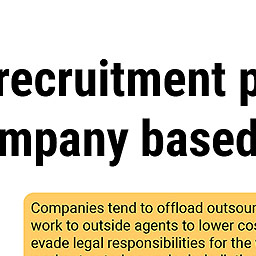 recruitment p
mpany based
Companies tend to offload outsour
work to outside agents to lower cos
evade legal responsibilities for the